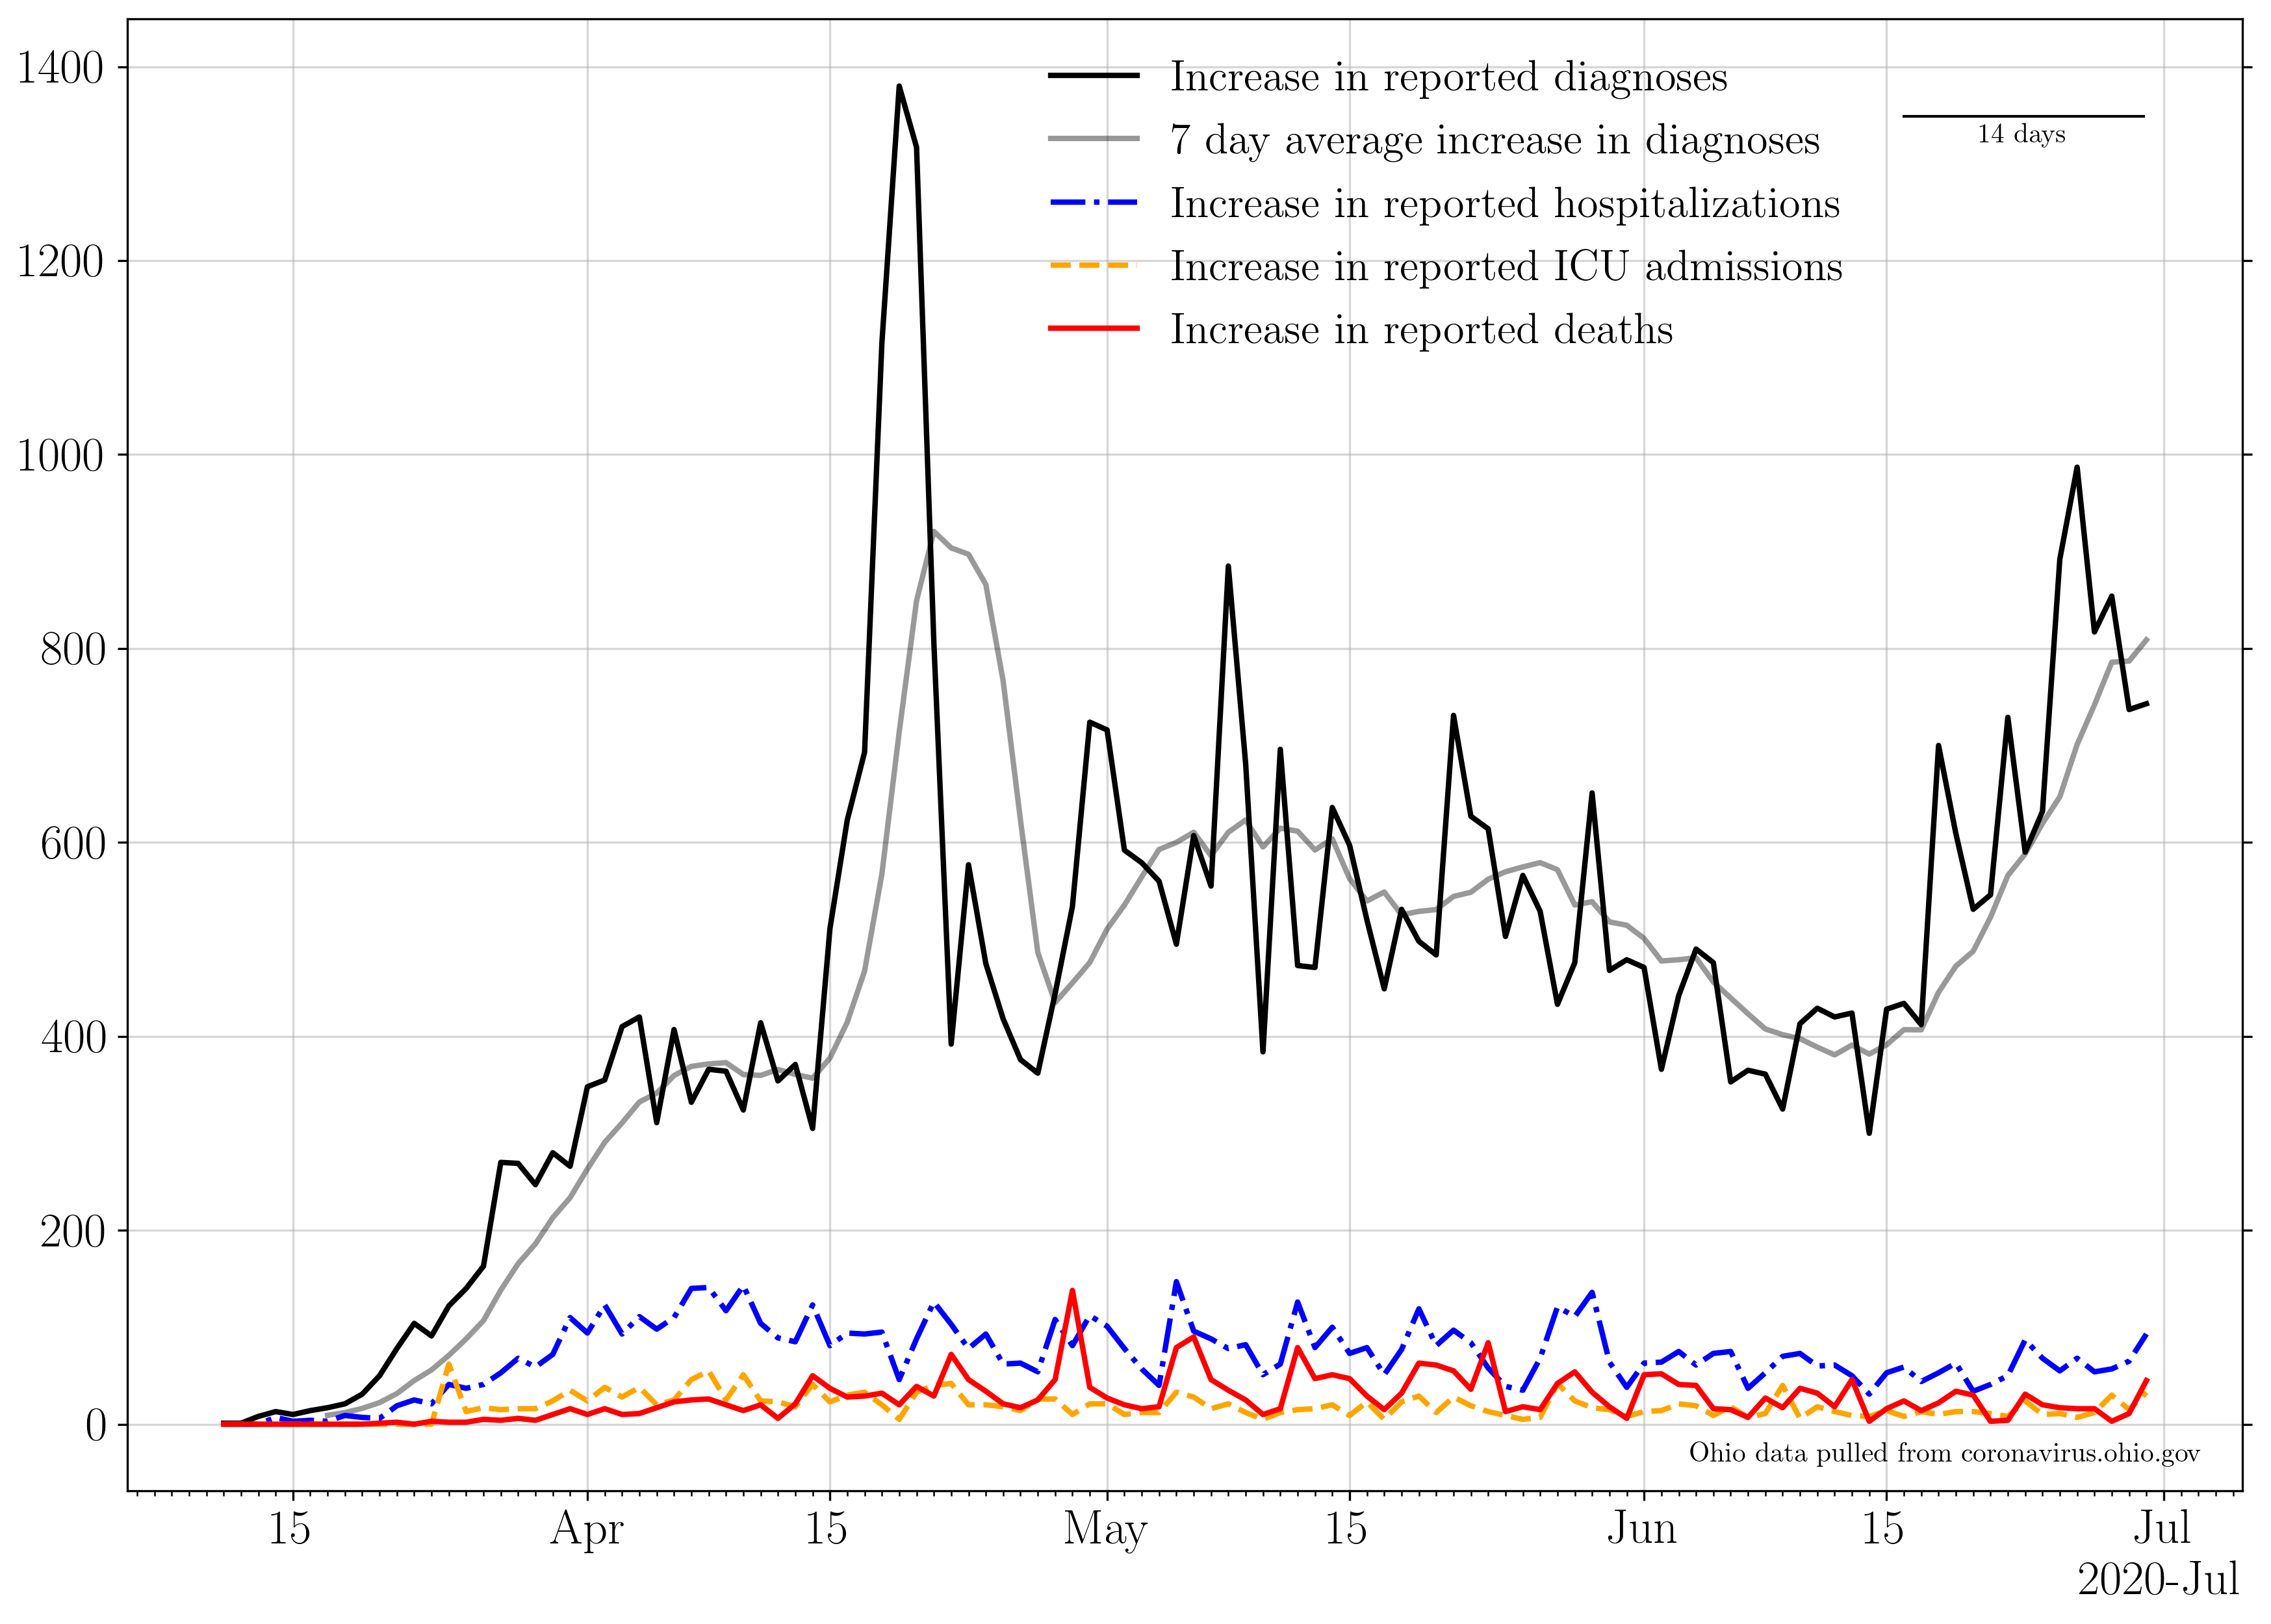 1400
1200
1000
800
600
400
200
0
Increase in reported diagnoses
7 day average increase in diagnoses
Increase in reported hospitalizations
Increase in reported ICU admissions
Increase in reported deaths
14 days
Ohio data pulled from coronavirus.ohio.gov
15 Apr 15 May 15 Jun 15 Jul
2020-Jul